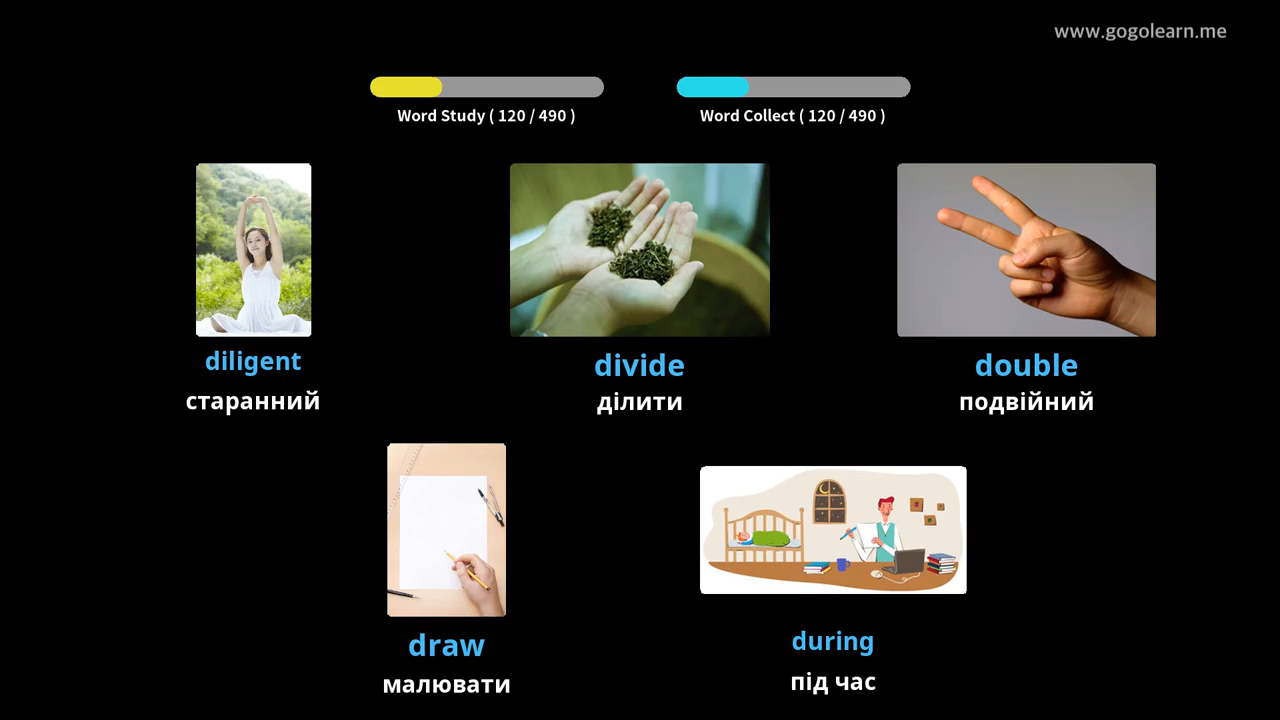 www.gogolearn.me
Word Study ( 120 / 490 )
Word Collect ( 120 / 490 )
diligent
старанний
divide
ділити
double
подвійний
draw
малювати
during
під час